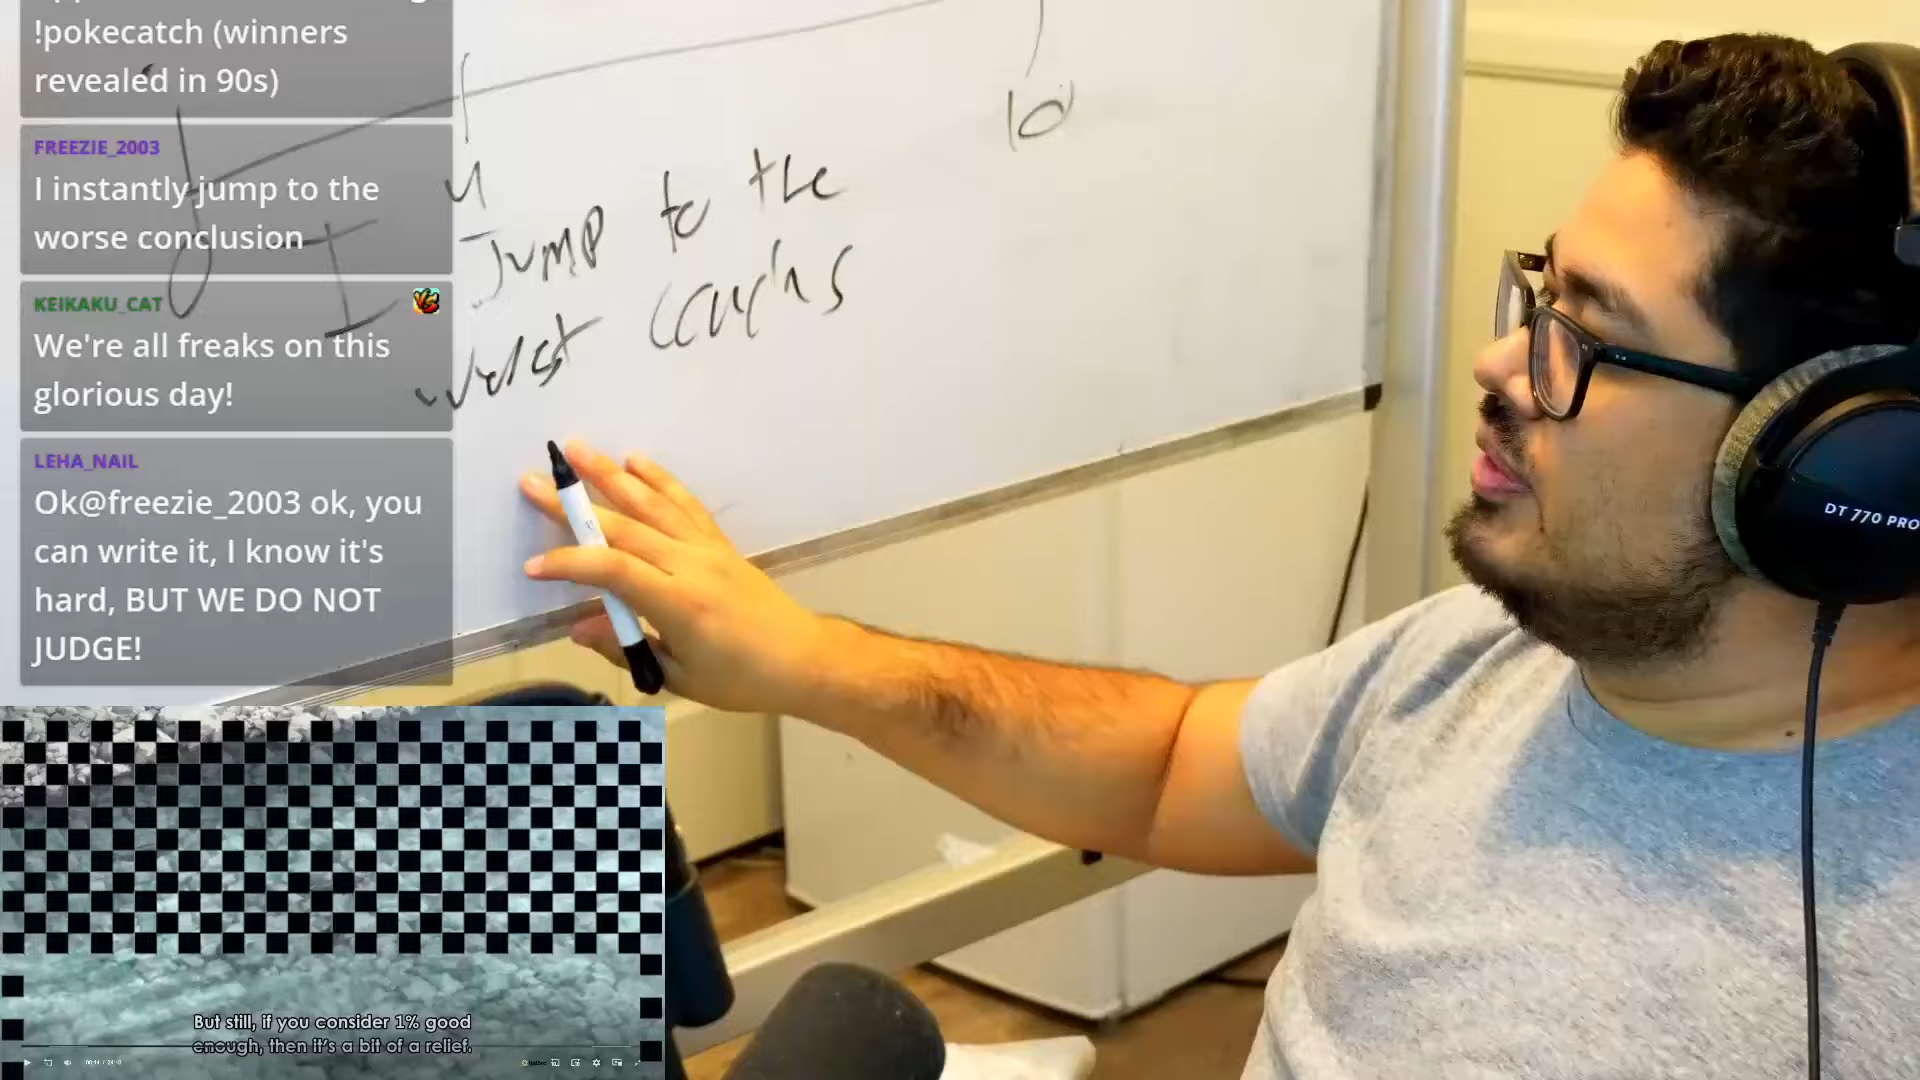 !pokecatch (winners
revealed in 90s)
FREEZIE_2003
I instantly jump to the
worse conclusion
KEIKAKU_CAT
We're all freaks on this
glorious day!
LEHA_NAIL
Ok@freezie_2003 ok, you
can write it, I know it's
hard, BUT WE DO NOT
JUDGE!
10
I Jump to the
worst
DT 770 PRO
But still, if you consider 1% good
enough, then it's a bit of a relief.